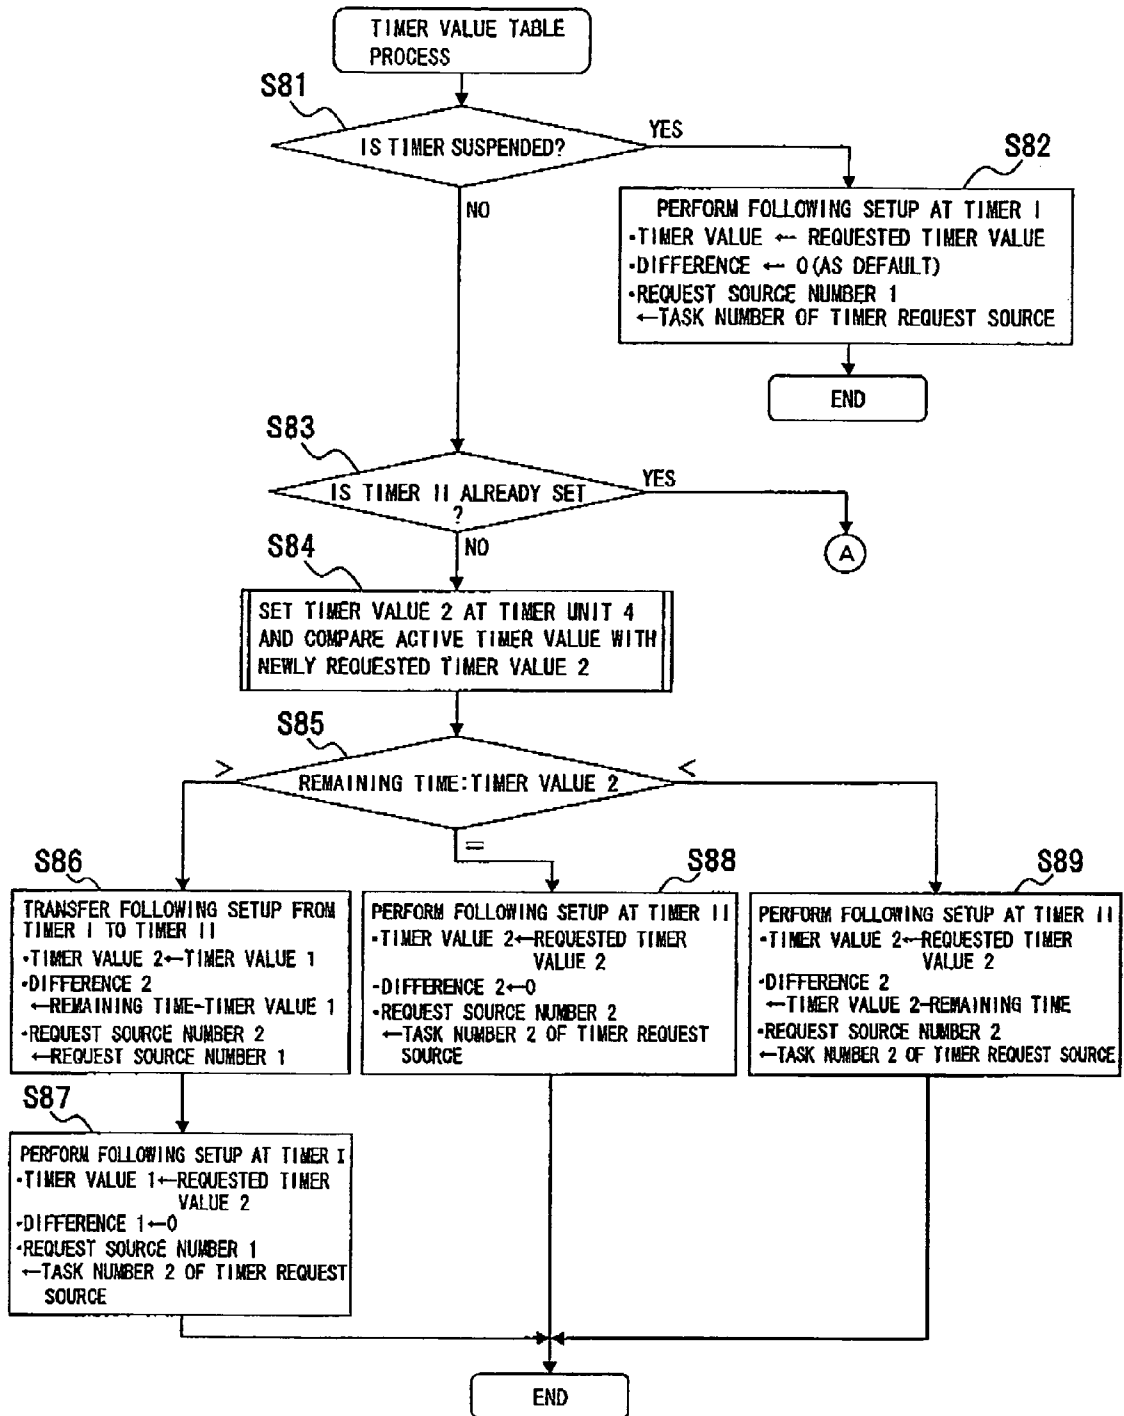 TIMER VALUE TABLE
PROCESS
S81
IS TIMER SUSPENDED?
YES
NO
S82
PERFORM FOLLOWING SETUP AT TIMER I
·TIMER VALUE ← REQUESTED TIMER VALUE
·DIFFERENCE ← 0(AS DEFAULT)
·REQUEST SOURCE NUMBER 1
←TASK NUMBER OF TIMER REQUEST SOURCE
END
S83
IS TIMER II ALREADY SET
?
YES
A
NO
S84
SET TIMER VALUE 2 AT TIMER UNIT 4
AND COMPARE ACTIVE TIMER VALUE WITH
NEWLY REQUESTED TIMER VALUE 2
S85
REMAINING TIME:TIMER VALUE 2
>
=
<
S86
TRANSFER FOLLOWING SETUP FROM
TIMER I TO TIMER II
·TIMER VALUE 2←TIMER VALUE 1
·DIFFERENCE 2
←REMAINING TIME-TIMER VALUE 1
·REQUEST SOURCE NUMBER 2
←REQUEST SOURCE NUMBER 1
S88
PERFORM FOLLOWING SETUP AT TIMER II
·TIMER VALUE 2←REQUESTED TIMER
VALUE 2
·DIFFERENCE 2←0
·REQUEST SOURCE NUMBER 2
←TASK NUMBER 2 OF TIMER REQUEST
SOURCE
S89
PERFORM FOLLOWING SETUP AT TIMER II
·TIMER VALUE 2←REQUESTED TIMER
VALUE 2
·DIFFERENCE 2
←TIMER VALUE 2-REMAINING TIME
·REQUEST SOURCE NUMBER 2
←TASK NUMBER 2 OF TIMER REQUEST SOURCE
S87
PERFORM FOLLOWING SETUP AT TIMER I
·TIMER VALUE 1←REQUESTED TIMER
VALUE 2
·DIFFERENCE 1←0
·REQUEST SOURCE NUMBER 1
←TASK NUMBER 2 OF TIMER REQUEST
SOURCE
END